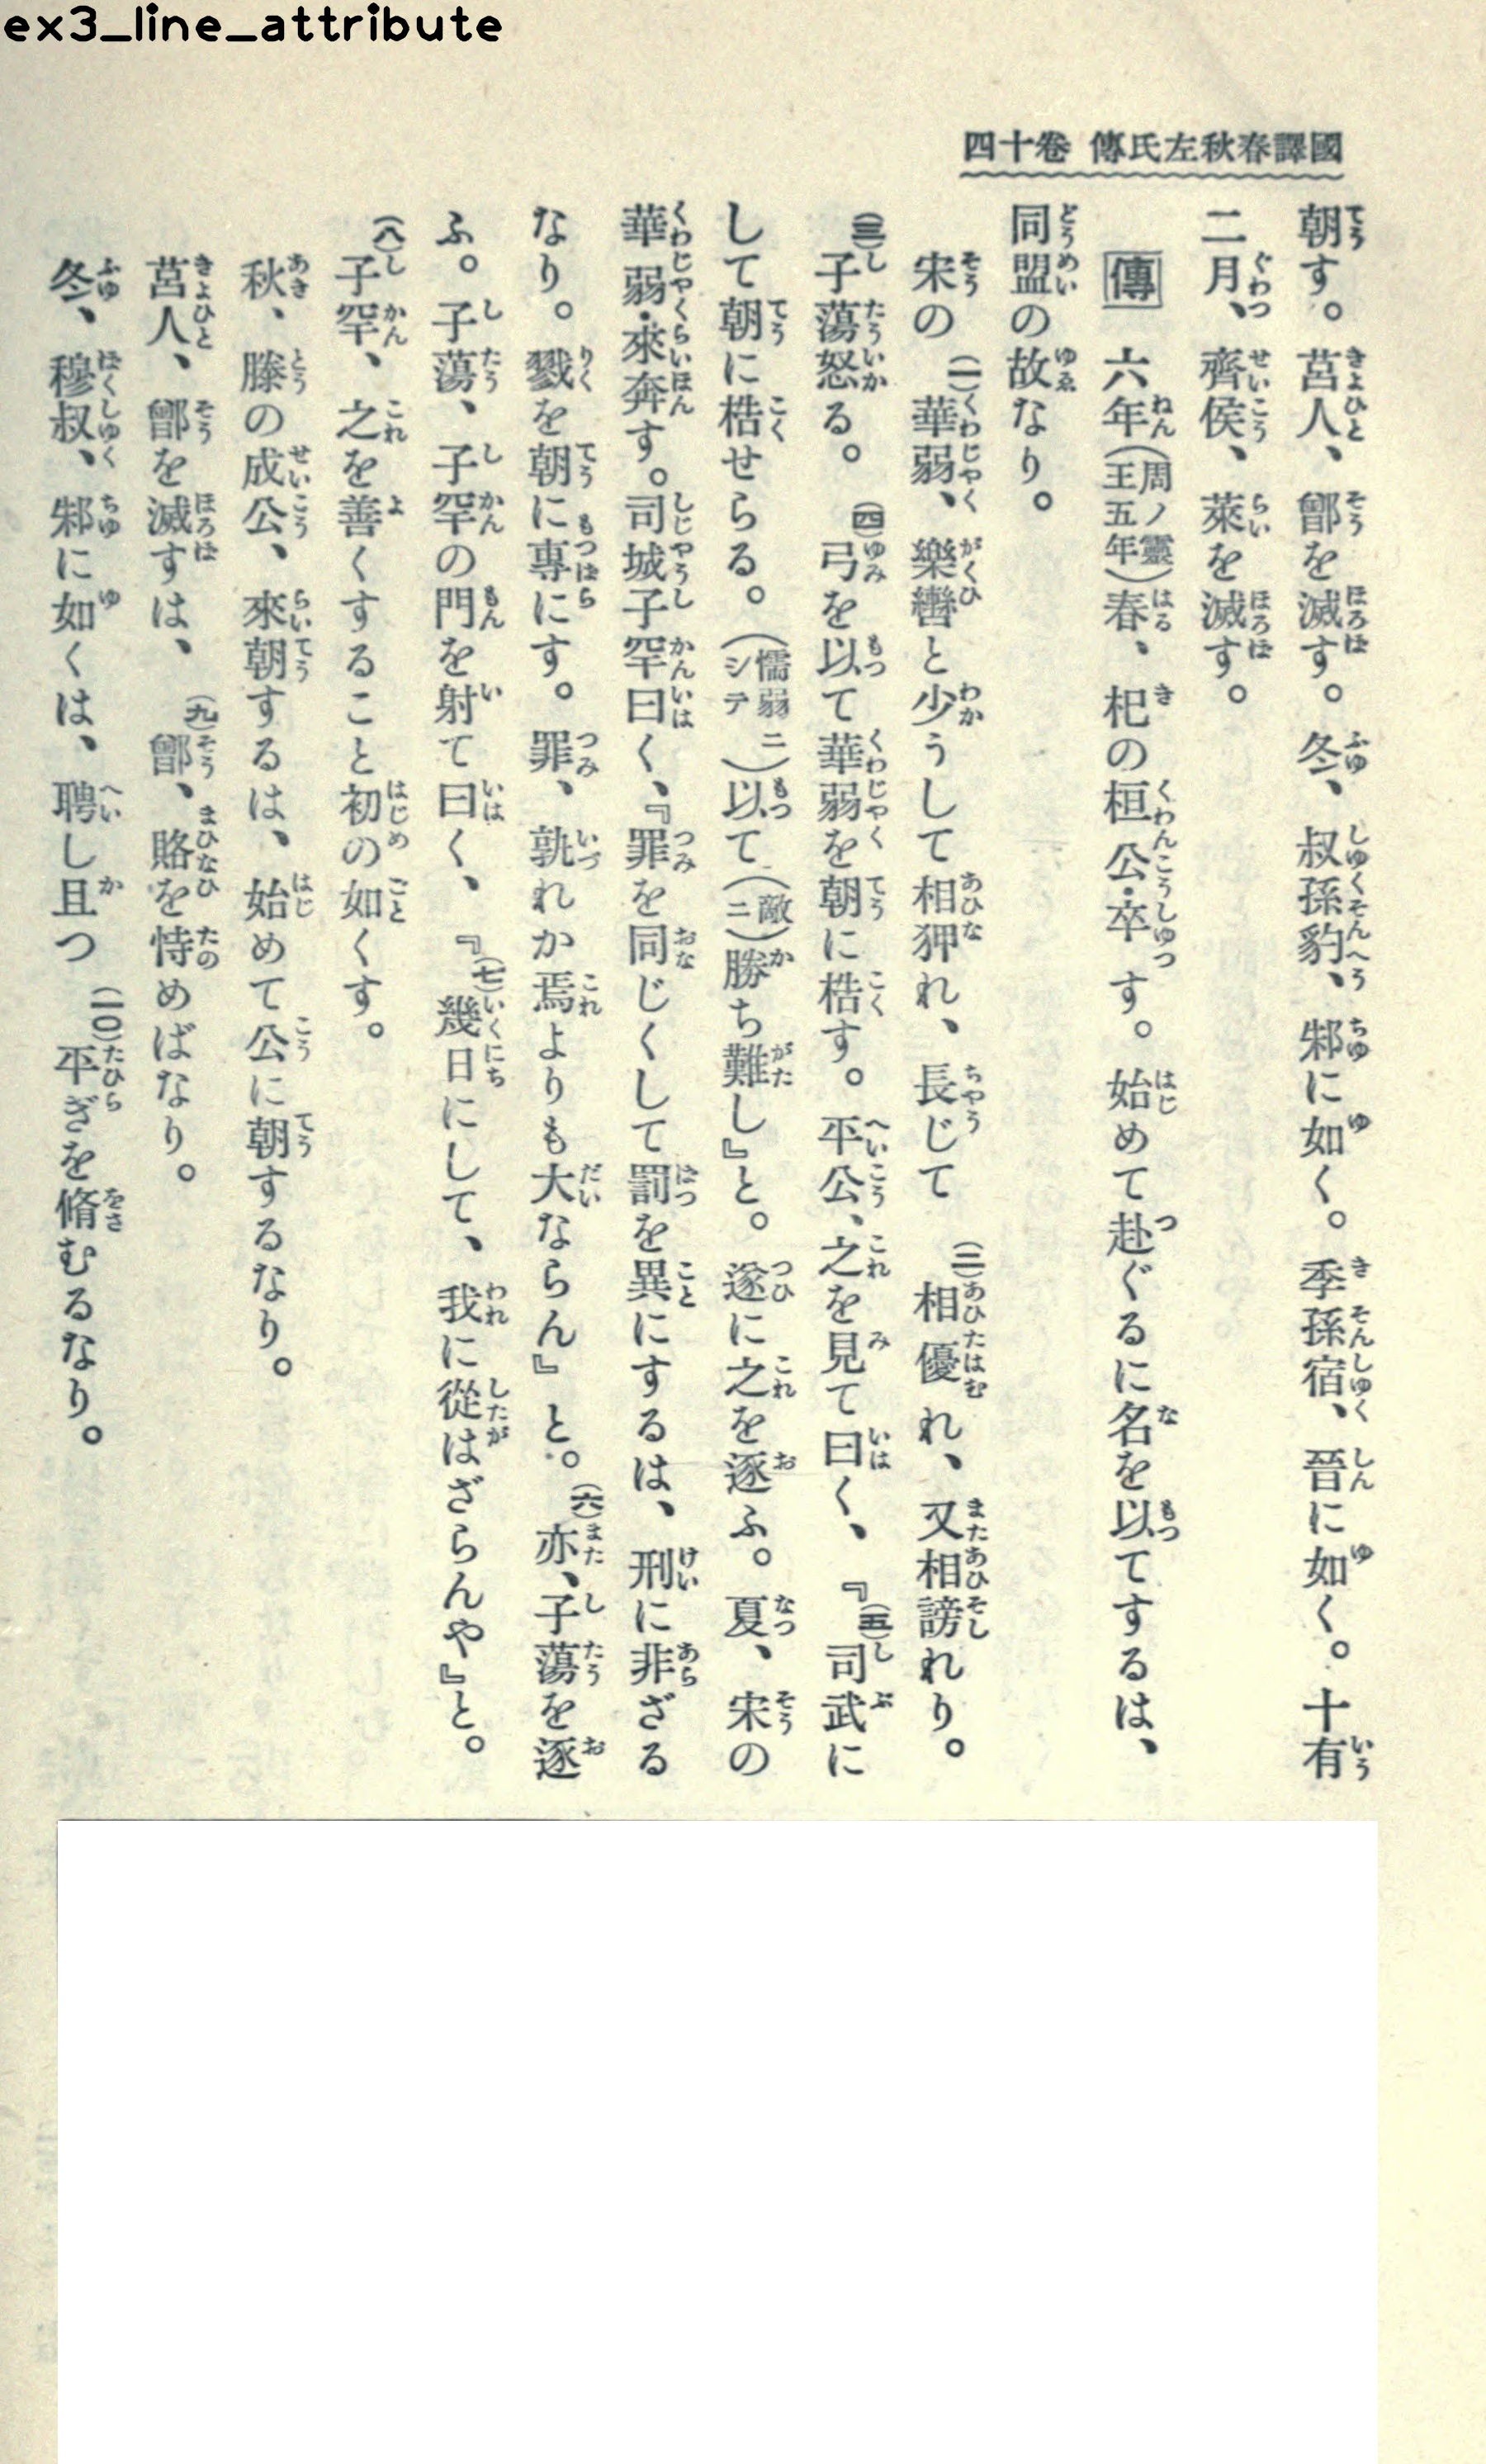 ex3_line_attribute
國譯春秋左氏傳 卷十四
朝す。莒人、鄫を滅す。冬、叔孫豹、邾に如く。季孫宿、晉に如く。十有
二月、齊侯、萊を滅す。
傳 六年(周ノ靈王五年)春、杞の桓公・卒す。始めて赴ぐるに名を以てするは、
同盟の故なり。
宋の(一)華弱、樂轡と少うして相狎れ、長じて(二)相優れ、又相謗れり。
(三)子蕩怒る。(四)弓を以て華弱を朝に梏す。平公、之を見て曰く、『(五)司武に
して朝に梏せらる。(懦弱ニシテ)以て(敵ニ)勝ち難し』と。遂に之を逐ふ。夏、宋の
華弱・來奔す。司城子罕曰く、『罪を同じくして罰を異にするは、刑に非ざる
なり。戮を朝に專にす。罪、孰れか焉よりも大ならん』と。(六)亦、子蕩を逐
ふ。子蕩、子罕の門を射て曰く、『(七)幾日にして、我に從はざらんや』と。
(八)子罕、之を善くすること初の如くす。
秋、滕の成公、來朝するは、始めて公に朝するなり。
莒人、鄫を滅すは、(九)鄫、賂を恃めばなり。
冬、穆叔、邾に如くは、聘し且つ(一〇)平ぎを脩むるなり。